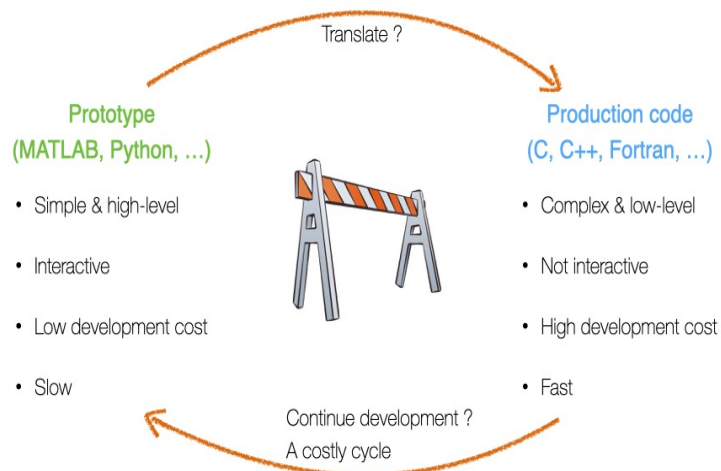 Translate ?
Prototype
(MATLAB, Python, ...)
• Simple & high-level
• Interactive
• Low development cost
• Slow
Production code
(C, C++, Fortran, ...)
• Complex & low-level
• Not interactive
• High development cost
• Fast
Continue development ?
A costly cycle